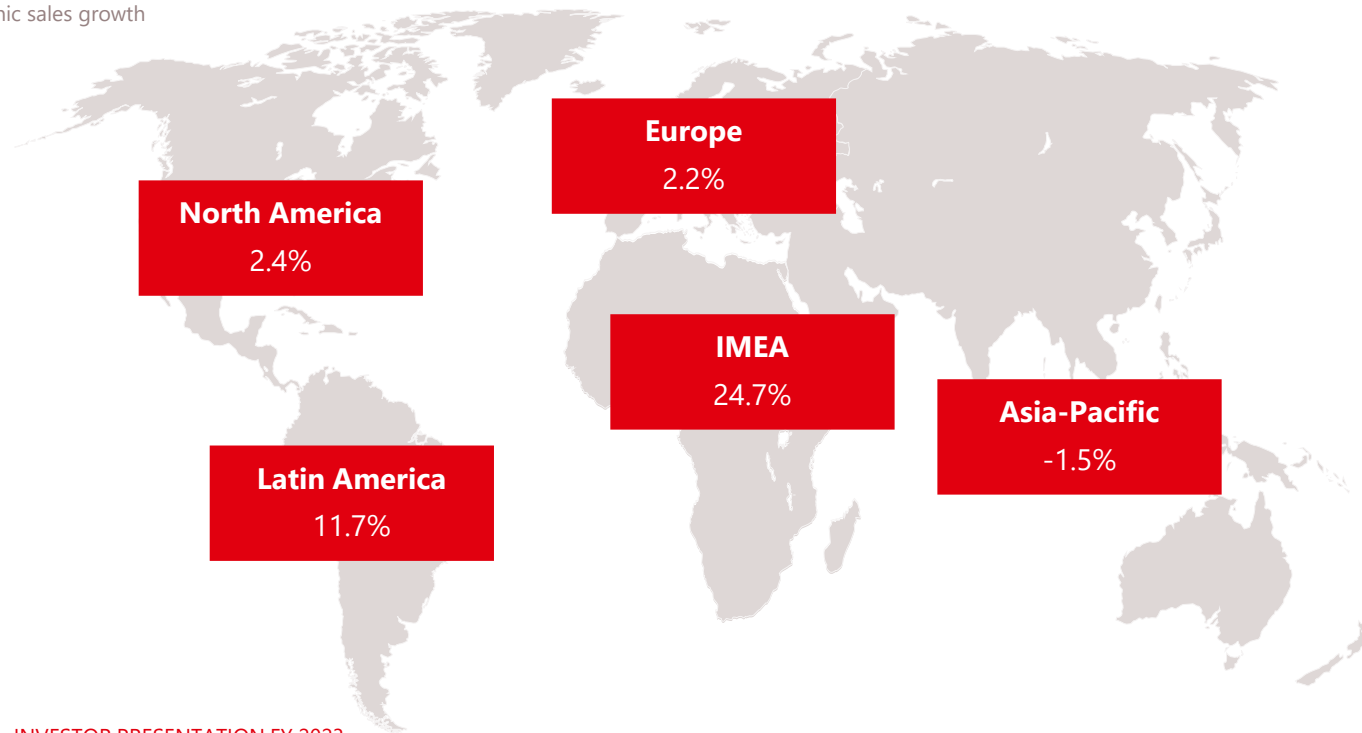 sales growth
Europe
2.2%
North America
2.4%
IMEA
24.7%
Asia-Pacific
-1.5%
Latin America
11.7%
INVESTOR PRESENTATION FY